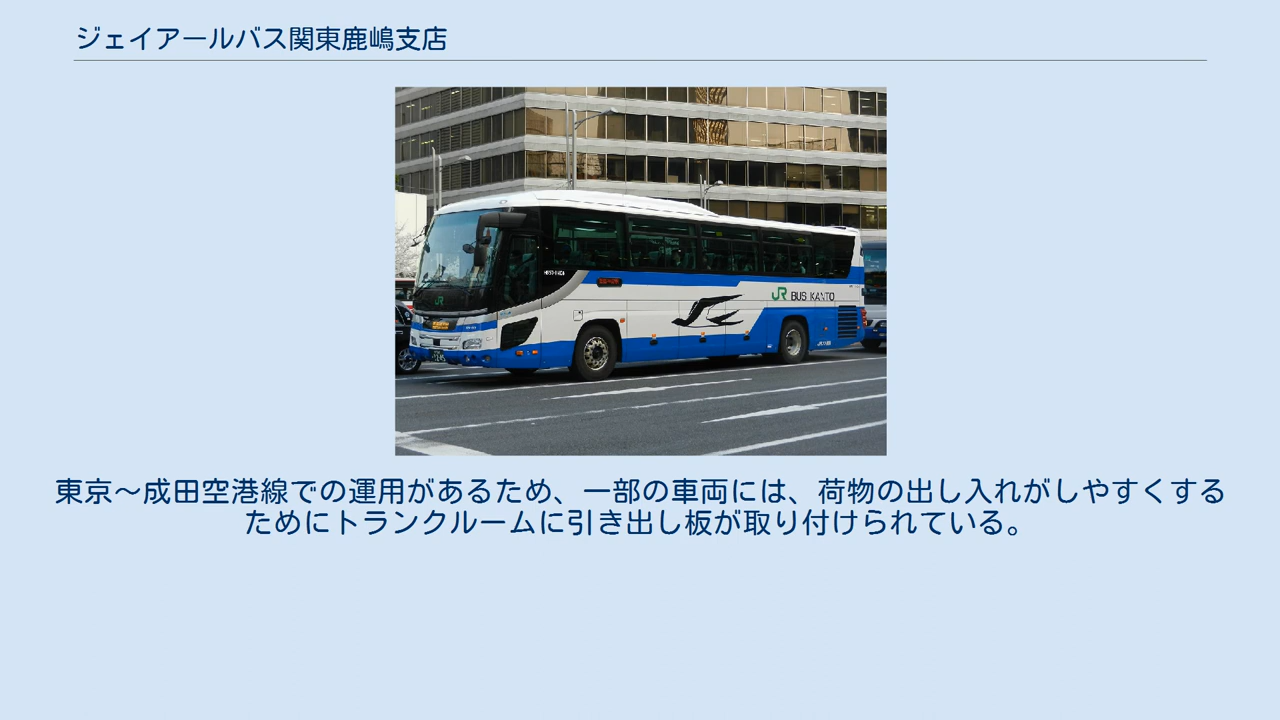 ジェイアールバス関東鹿嶋支店
JR BUS KANTO
JR
東京～成田空港線での運用があるため、一部の車両には、荷物の出し入れがしやすくする
ためにトランクルームに引き出し板が取り付けられている。